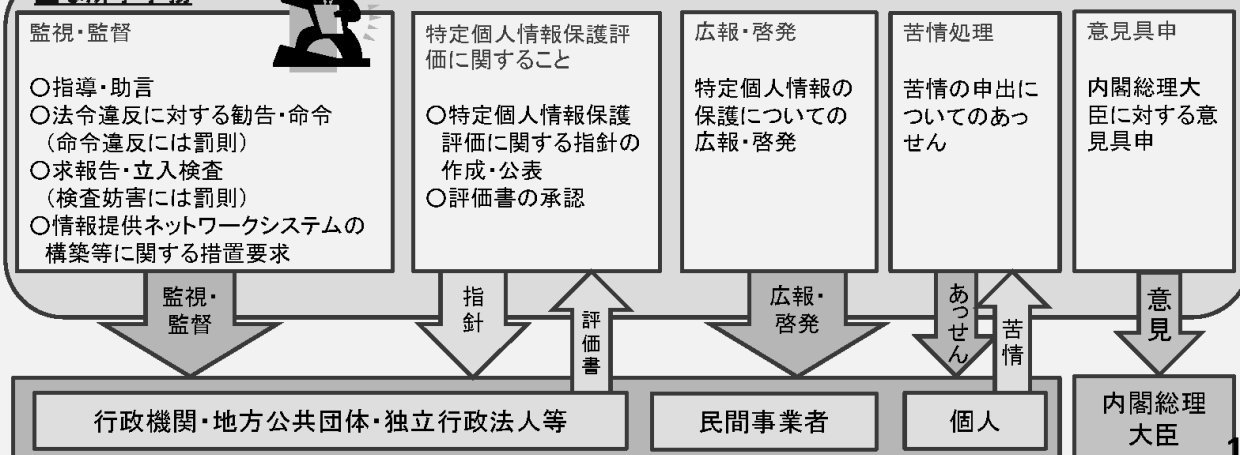 監視・監督
○指導・助言
○法令違反に対する勧告・命令
(命令違反には罰則)
○求報告・立入検査
(検査妨害には罰則)
○情報提供ネットワークシステムの
構築等に関する措置要求
特定個人情報保護評
価に関すること
○特定個人情報保護
評価に関する指針の
作成・公表
○評価書の承認
広報・啓発
特定個人情報の
保護についての
広報・啓発
苦情処理
苦情の申出に
ついてのあっ
せん
意見具申
内閣総理大
臣に対する意
見具申
監視・
監督
指針
評価書
広報・
啓発
あっせん
苦情
意見
行政機関・地方公共団体・独立行政法人等
民間事業者
個人
内閣総理
大臣
1